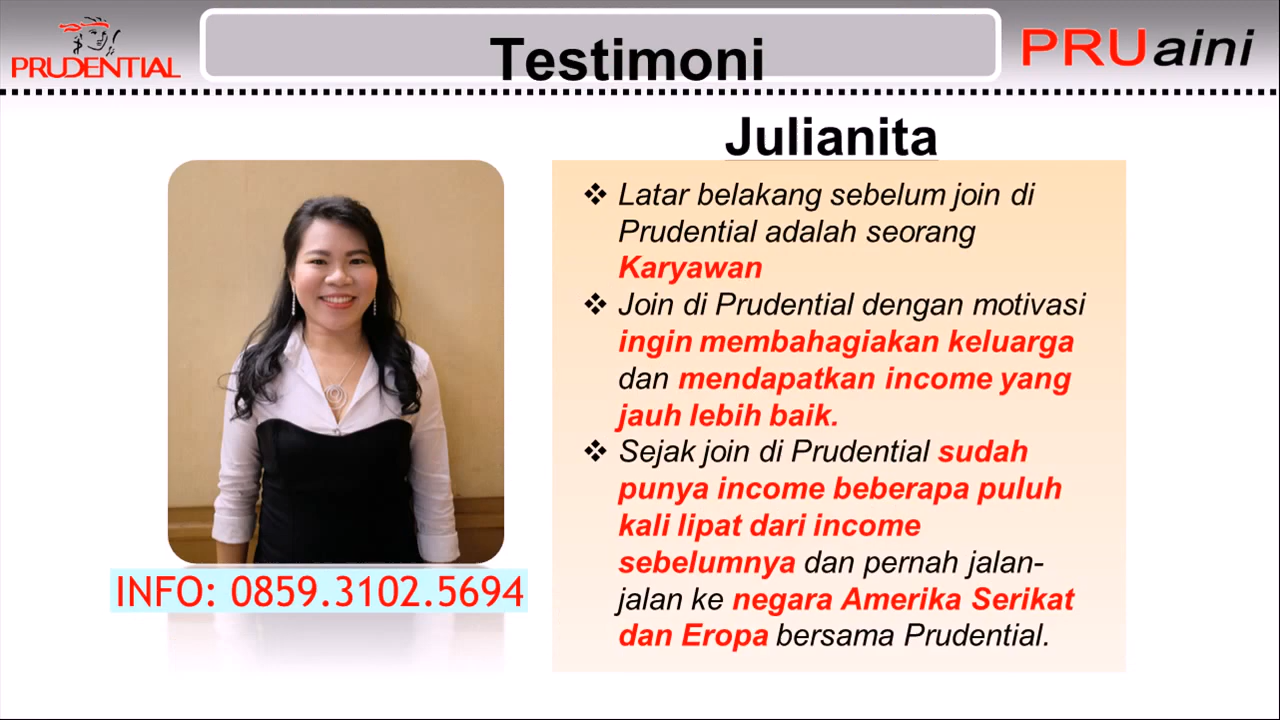 PRUDENTIAL
Testimoni
PRUaini
Julianita
Latar belakang sebelum join di
Prudential adalah seorang
Karyawan
Join di Prudential dengan motivasi
ingin membahagiakan keluarga
dan mendapatkan income yang
jauh lebih baik.
Sejak join di Prudential sudah
punya income beberapa puluh
kali lipat dari income
sebelumnya dan pernah jalan-
jalan ke negara Amerika Serikat
dan Eropa bersama Prudential.
INFO: 0859.3102.5694